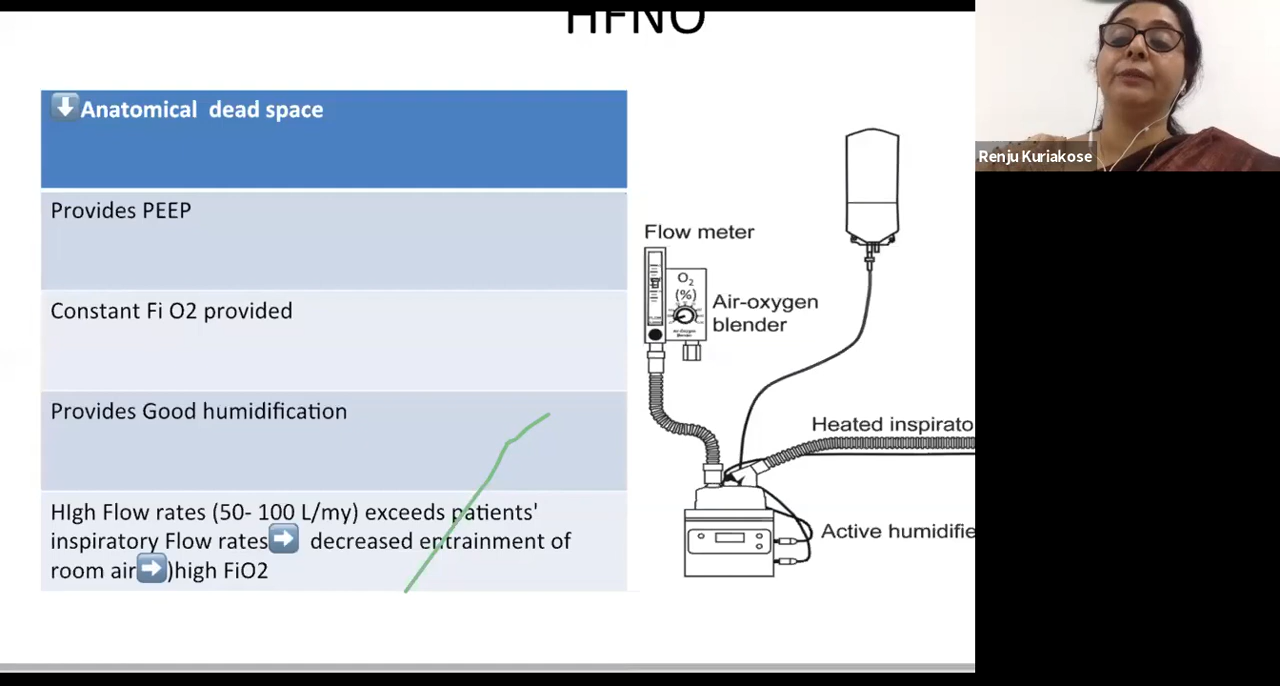 HFNO
⬇Anatomical dead space
Provides PEEP
Constant Fi O2 provided
Provides Good humidification
HIgh Flow rates (50- 100 L/my) exceeds patients'
inspiratory Flow rates➡ decreased entrainment of
room air➡)high FiO2
Flow meter
O2
(%)
Air-oxygen
blender
Heated inspirato
Active humidifie
Renju Kuriakose